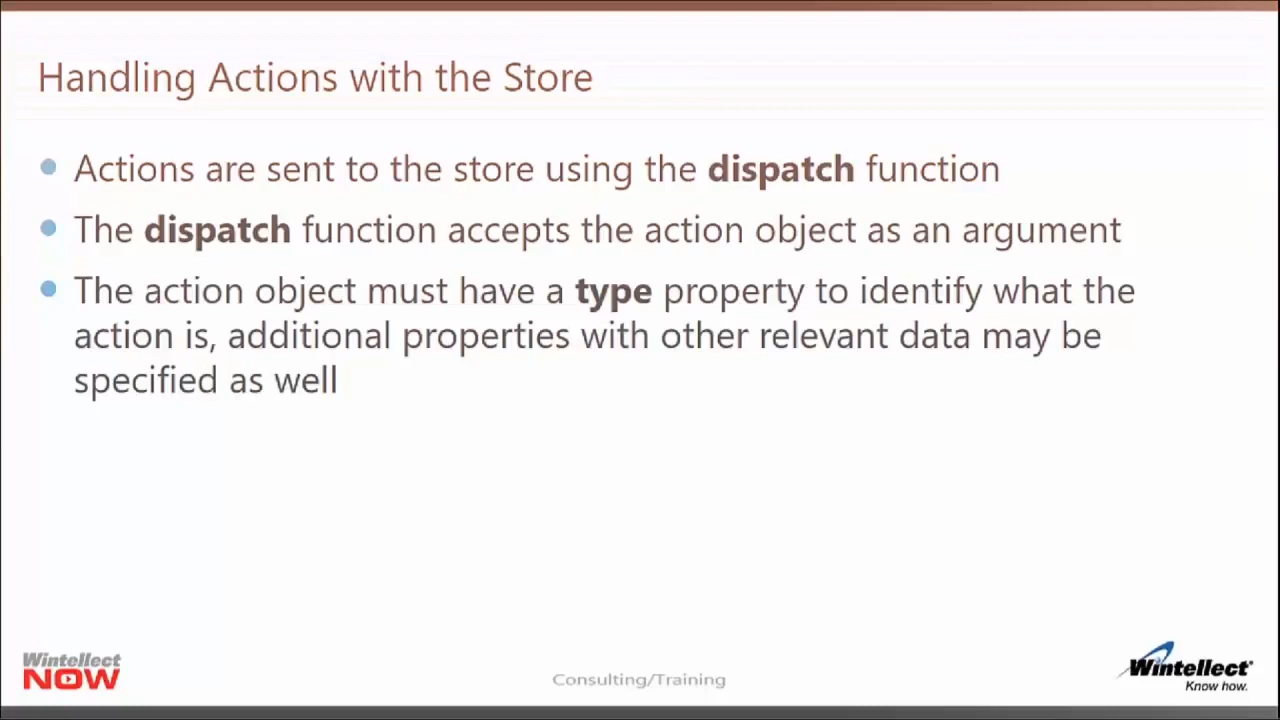 Handling Actions with the Store
Actions are sent to the store using the dispatch function
The dispatch function accepts the action object as an argument
The action object must have a type property to identify what the
action is, additional properties with other relevant data may be
specified as well
Wintellect
NOW
Consulting/Training
Wintellect
Know how.